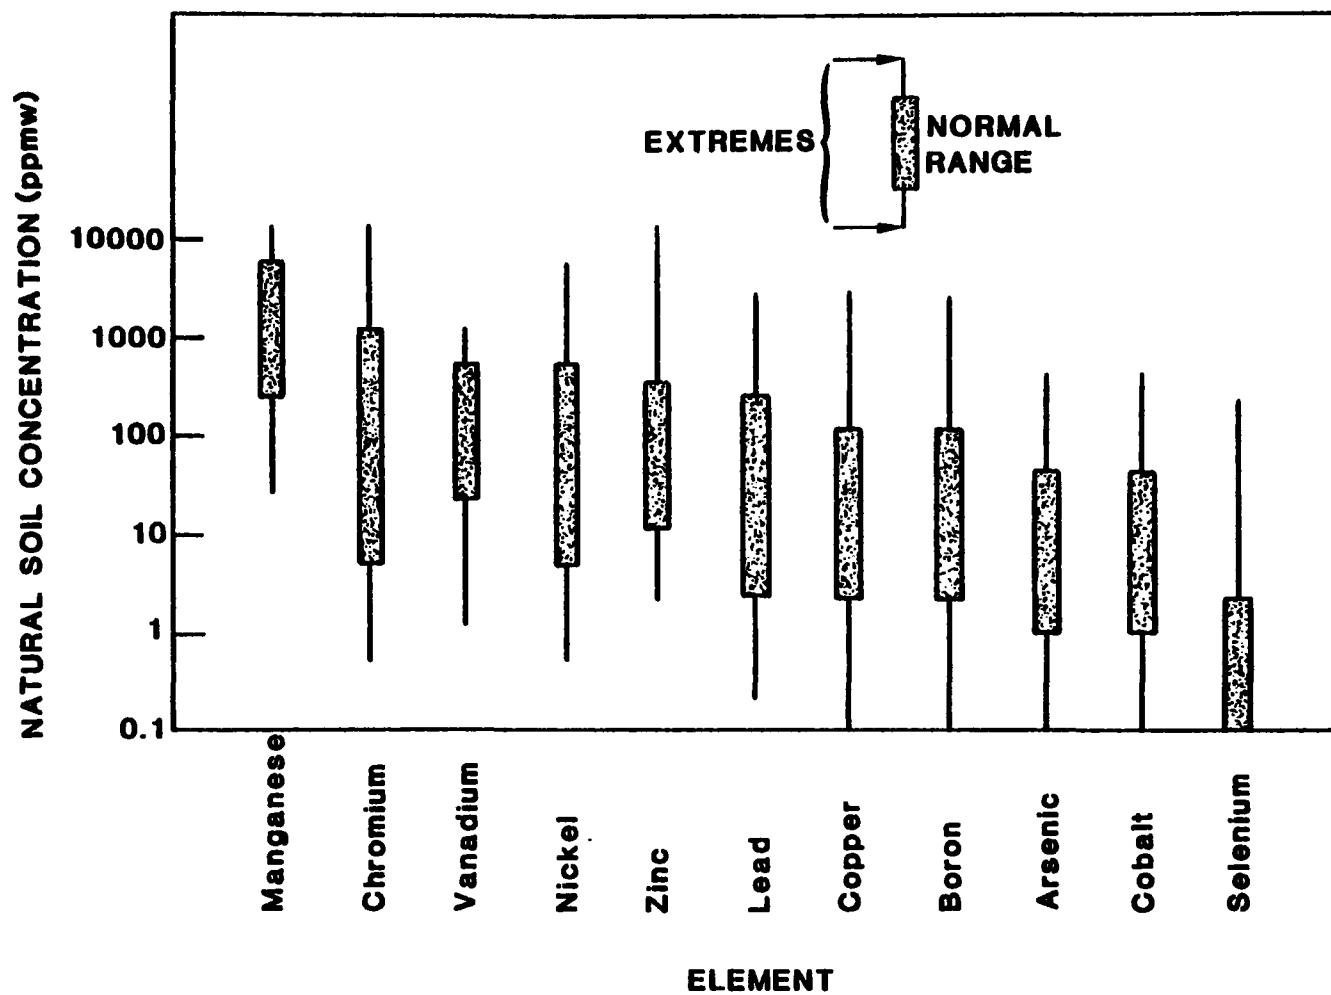 NATURAL SOIL CONCENTRATION (ppmw)
EXTREMES
NORMAL
RANGE
10000
1000
100
10
1
0.1
Manganese
Chromium
Vanadium
Nickel
Zinc
Lead
Copper
Boron
Arsenic
Cobalt
Selenium
ELEMENT